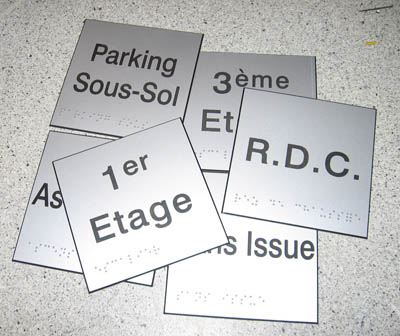 Parking
Sous-Sol
3ème
Et
R.D.C.
1er
Etage
As
ns Issue